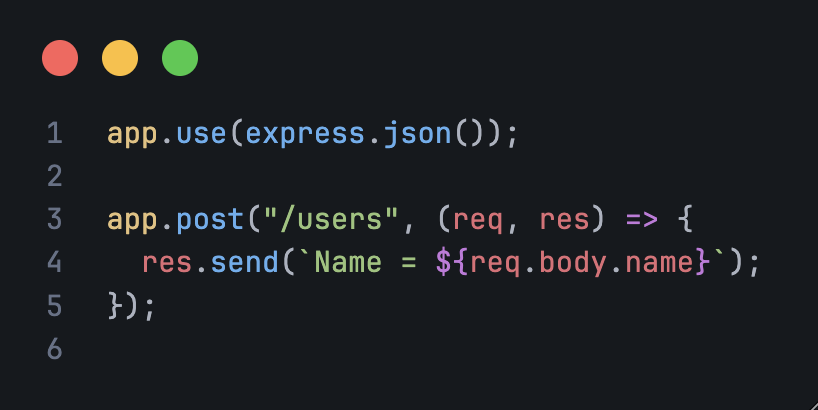 1 app.use(express.json());
2
3 app.post("/users", (req, res) => {
4   res.send(`Name = ${req.body.name}`);
5 });
6